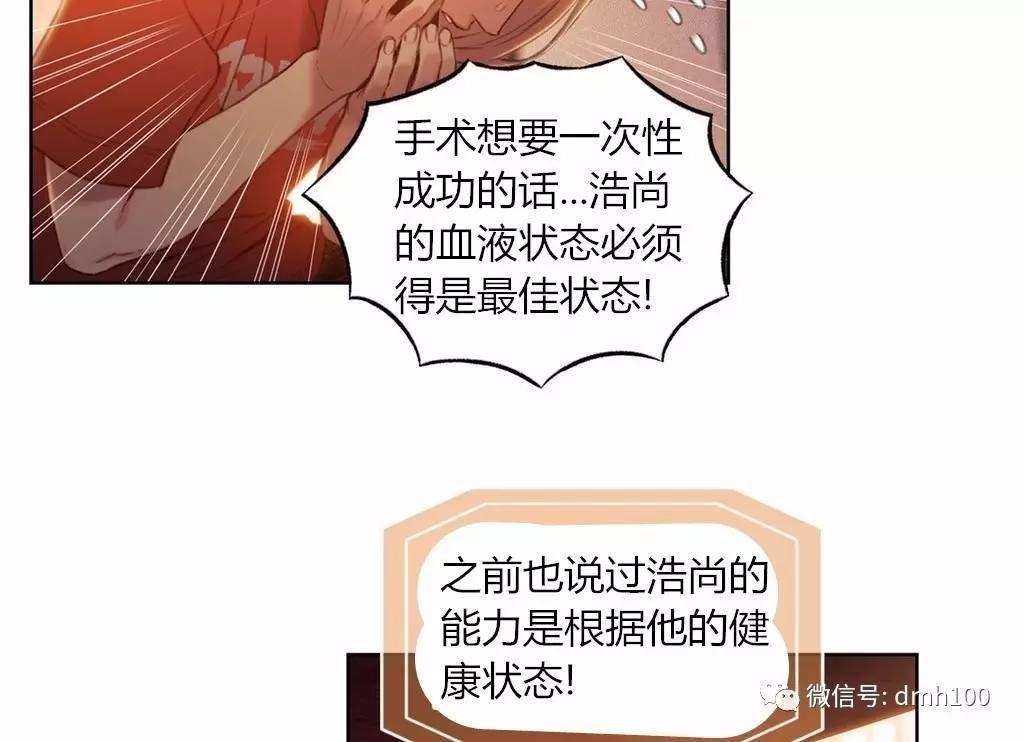 手术想要一次性
成功的话...浩尚
的血液状态必须
得是最佳状态!
之前也说过浩尚的
能力是根据他的健
康状态!
微信号: dmh100